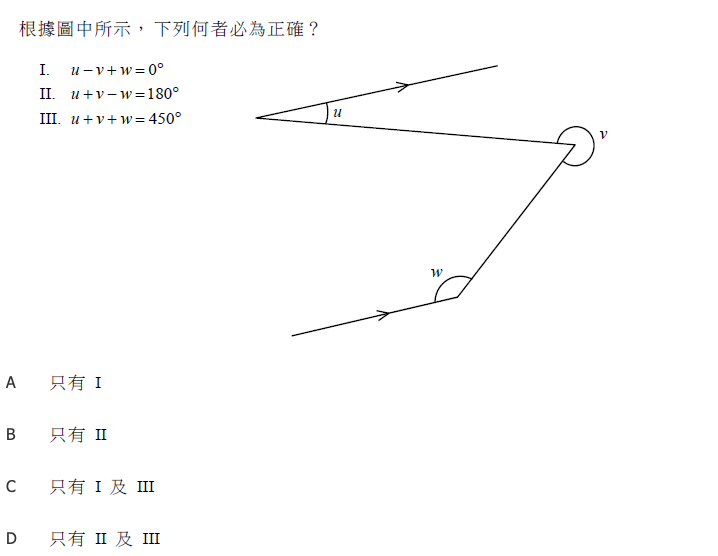 根據圖中所示，下列何者必為正確？
I. u − v + w = 0°
II. u + v − w = 180°
III. u + v + w = 450°
u
v
w
A 只有 I
B 只有 II
C 只有 I 及 III
D 只有 II 及 III